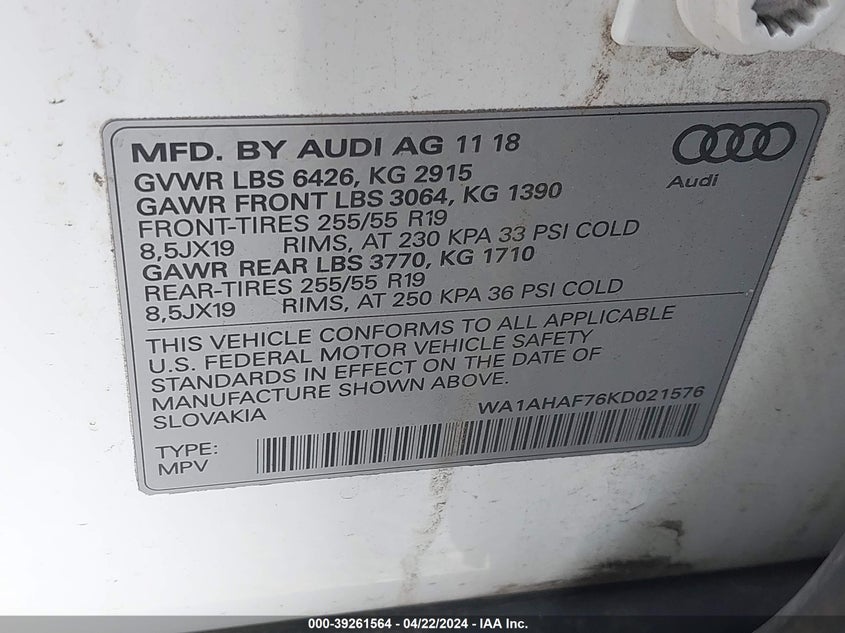 MFD. BY AUDI AG 11 18
Audi
GVWR LBS 6426, KG 2915
GAWR FRONT LBS 3064, KG 1390
FRONT-TIRES 255/55 R19
8,5JX19 RIMS, AT 230 KPA 33 PSI COLD
GAWR REAR LBS 3770, KG 1710
REAR-TIRES 255/55 R19
8,5JX19 RIMS, AT 250 KPA 36 PSI COLD
THIS VEHICLE CONFORMS TO ALL APPLICABLE
U.S. FEDERAL MOTOR VEHICLE SAFETY
STANDARDS IN EFFECT ON THE DATE OF
MANUFACTURE SHOWN ABOVE.
SLOVAKIA
WA1AHAF76KD021576
TYPE:
MPV
000-39261564 - 04/22/2024 - IAA Inc.